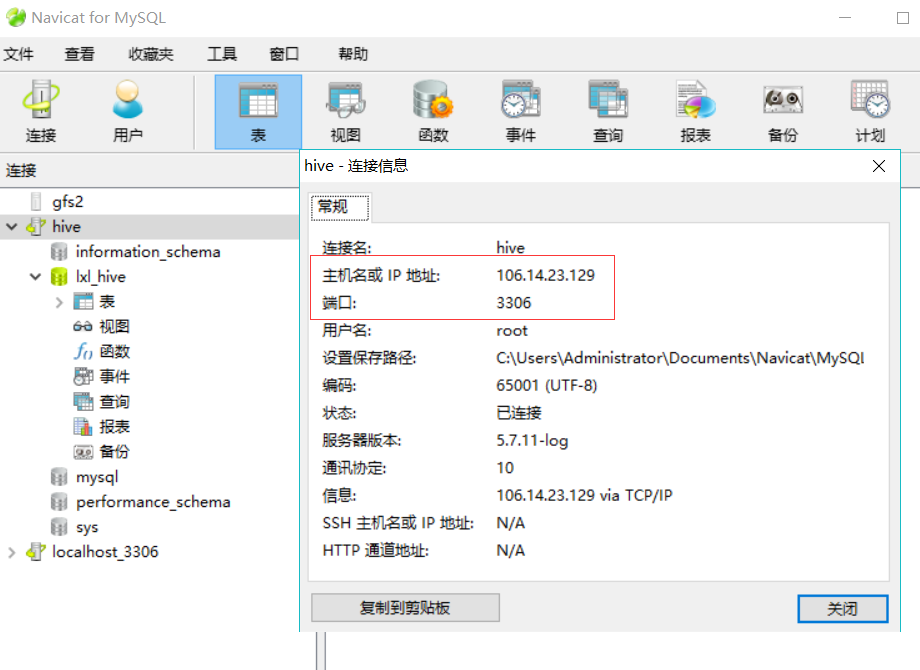 Navicat for MySQL
文件 查看 收藏夹 工具 窗口 帮助
连接 用户 表 视图 函数 事件 查询 报表 备份 计划
连接
gfs2
hive
information_schema
lxl_hive
表
视图
函数
事件
查询
报表
备份
mysql
performance_schema
sys
localhost_3306
hive - 连接信息
常规
连接名: hive
主机名或 IP 地址: 106.14.23.129
端口: 3306
用户名: root
设置保存路径: C:\Users\Administrator\Documents\Navicat\MySQL
编码: 65001 (UTF-8)
状态: 已连接
服务器版本: 5.7.11-log
通讯协定: 10
信息: 106.14.23.129 via TCP/IP
SSH 主机名或 IP 地址: N/A
HTTP 通道地址: N/A
复制到剪贴板 关闭